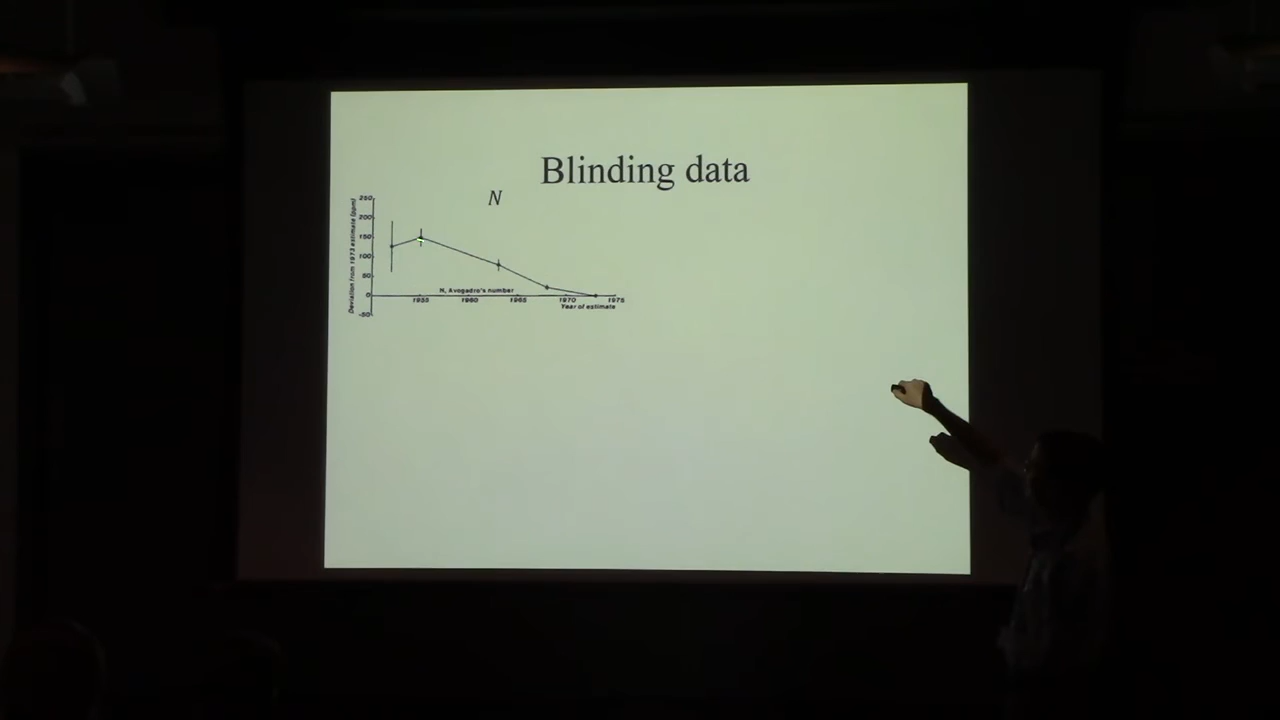 Blinding data
N
Deviation from 1973 estimate (ppm)
250
200
150
100
50
0
-50
N, Avogadro's number
1955 1960 1965 1970 1975
Year of estimate